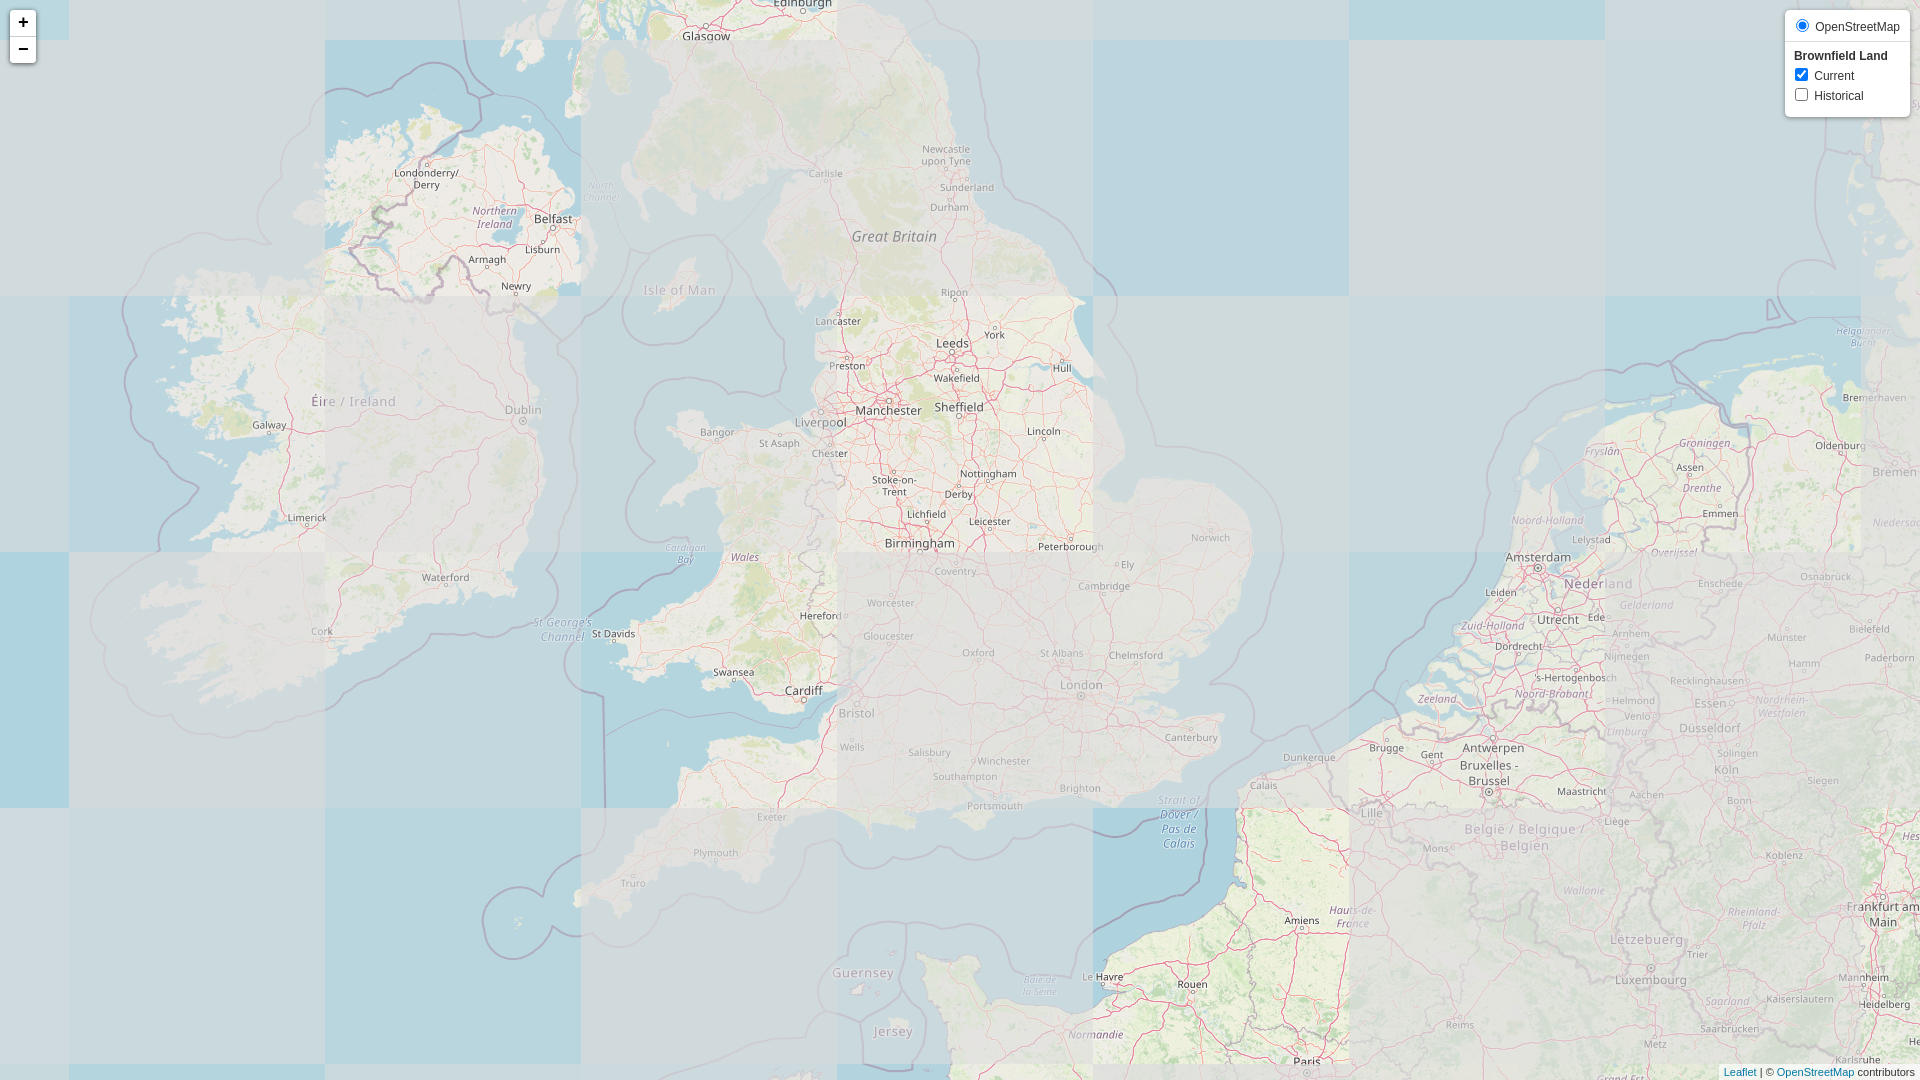 +
−
OpenStreetMap
Brownfield Land
Current
Historical
Edinburgh
Glasgow
Londonderry/
Derry
North
Channe
Northern
Ireland
Belfast
Lisburn
Armagh
Newry
Carlisle
Newcastle
upon Tyne
Sunderland
Durham
Great Britain
Isle of Man
Ripon
Lancaster
York
Leeds
Preston
Hull
Wakefield
Manchester
Sheffield
Éire / Ireland
Dublin
Galway
Liverpool
Bangor
St Asaph
Chester
Lincoln
Nottingham
Stoke-on-
Trent
Derby
Limerick
Lichfield
Leicester
Birmingham
Peterborough
Norwich
Cardigan
Bay
Wales
Coventry
Ely
Cambridge
Waterford
Worcester
Hereford
Cork
St George's
Channel
St Davids
Gloucester
Oxford
St Albans
Chelmsford
Swansea
Cardiff
London
Bristol
Canterbury
Wells
Salisbury
Winchester
Southampton
Brighton
Portsmouth
Exeter
Plymouth
Truro
Strait of
Dover /
Pas de
Calais
Calais
Dunkerque
Lille
Guernsey
Jersey
Baie de
la Seine
Le Havre
Rouen
Amiens
Hauts-de-
France
Normandie
Paris
Reims
Helgoländer
Bucht
Bremerhaven
Groningen
Fryslân
Oldenburg
Assen
Bremen
Drenthe
Emmen
Noord-Holland
Niedersac
Lelystad
Overijssel
Amsterdam
Nederland
Enschede
Osnabrück
Leiden
Gelderland
Zuid-Holland
Utrecht
Ede
Arnhem
Münster
Bielefeld
Dordrecht
Nijmegen
Hamm
Paderborn
's-Hertogenbosch
Recklinghausen
Zeeland
Noord-Brabant
Helmond
Essen
Nordrhein-
Westfalen
Venlo
Limburg
Düsseldorf
Brugge
Gent
Antwerpen
Solingen
Bruxelles -
Brussel
Köln
Siegen
Maastricht
Aachen
Bonn
België / Belgique /
Belgien
Liège
Mons
Koblenz
Hes
Wallonie
Rheinland-
Pfalz
Frankfurt am
Main
Lëtzebuerg
Trier
Luxembourg
Mannheim
Saarland
Kaiserslautern
Heidelberg
Saarbrücken
Metz
Karlsruhe
He
Grand Est
Leaflet | © OpenStreetMap contributors